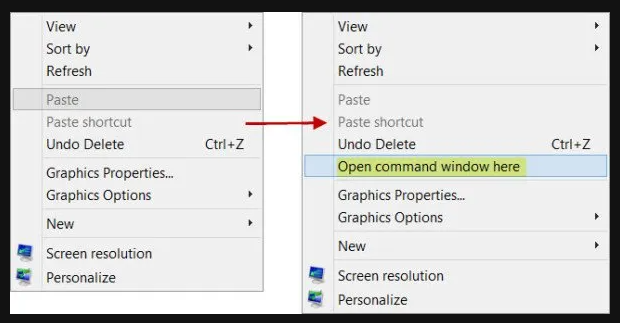 View
Sort by
Refresh
Paste
Paste shortcut
Undo Delete Ctrl+Z
Graphics Properties...
Graphics Options
New
Screen resolution
Personalize
View
Sort by
Refresh
Paste
Paste shortcut
Undo Delete Ctrl+Z
Open command window here
Graphics Properties...
Graphics Options
New
Screen resolution
Personalize